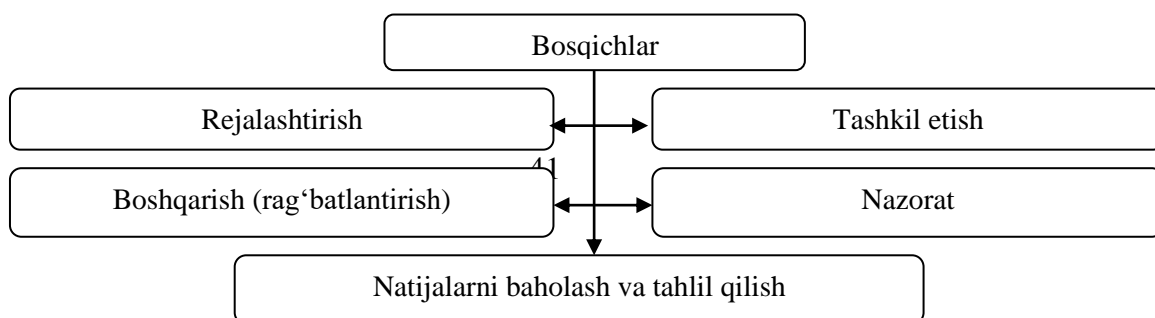 Bosqichlar
Rejalashtirish
Tashkil etish
41
Boshqarish (rag‘batlantirish)
Nazorat
Natijalarni baholash va tahlil qilish